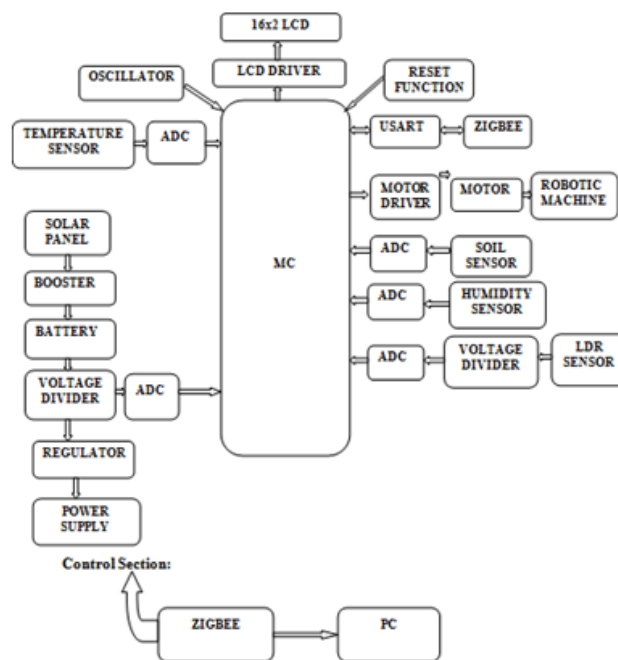 16x2 LCD
LCD DRIVER
OSCILLATOR
RESET
FUNCTION
TEMPERATURE
SENSOR
ADC
USART
ZIGBEE
MOTOR
DRIVER
MOTOR
ROBOTIC
MACHINE
SOLAR
PANEL
MC
ADC
SOIL
SENSOR
BOOSTER
ADC
HUMIDITY
SENSOR
BATTERY
ADC
VOLTAGE
DIVIDER
LDR
SENSOR
VOLTAGE
DIVIDER
ADC
REGULATOR
POWER
SUPPLY
Control Section:
ZIGBEE
PC